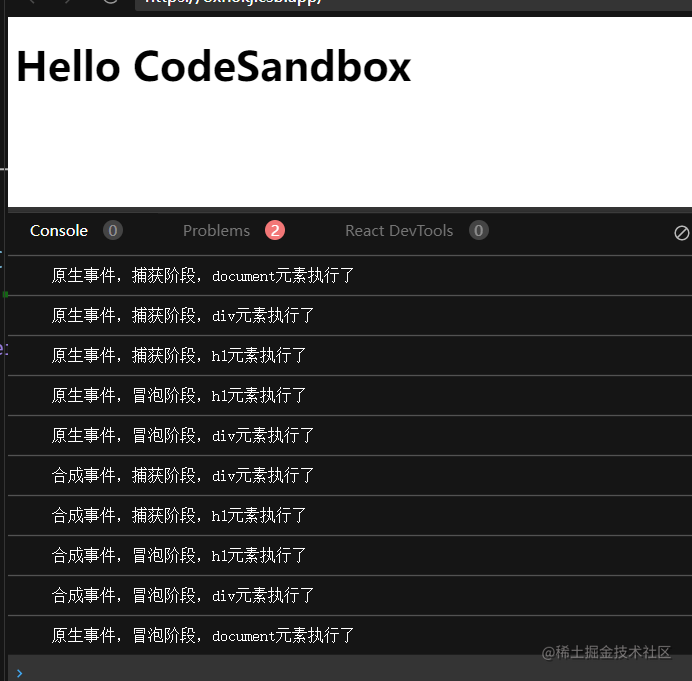 Hello CodeSandbox
Console 0 Problems 2 React DevTools 0
原生事件，捕获阶段，document元素执行了
原生事件，捕获阶段，div元素执行了
原生事件，捕获阶段，h1元素执行了
原生事件，冒泡阶段，h1元素执行了
原生事件，冒泡阶段，div元素执行了
合成事件，捕获阶段，div元素执行了
合成事件，捕获阶段，h1元素执行了
合成事件，冒泡阶段，h1元素执行了
合成事件，冒泡阶段，div元素执行了
原生事件，冒泡阶段，document元素执行了
@稀土掘金技术社区